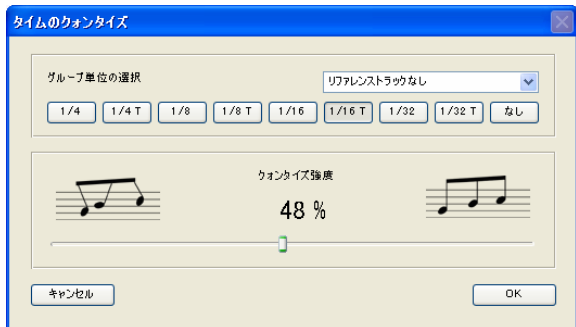 タイムのクォンタイズ
グループ単位の選択
リファレンストラックなし
1/4 1/4 T 1/8 1/8 T 1/16 1/16 T 1/32 1/32 T なし
クォンタイズ強度
48 %
キャンセル OK